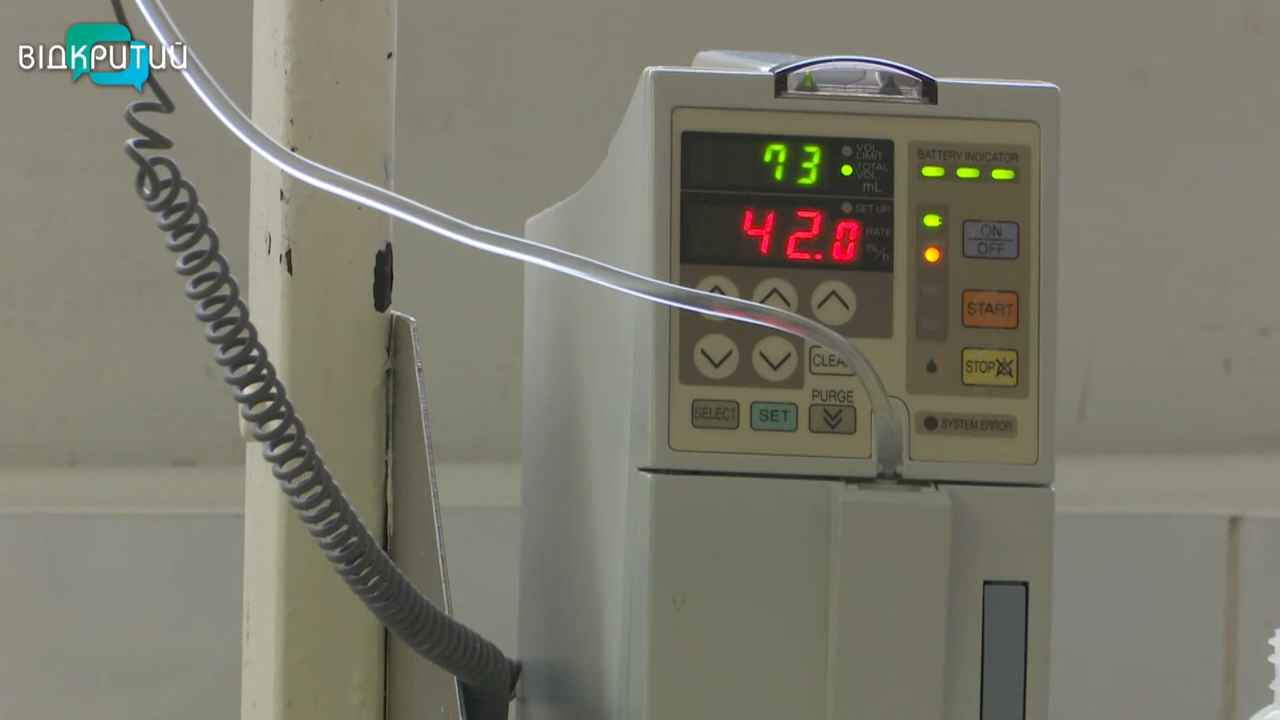 ВІДКРИТИЙ
73
VOL.
LIMIT
TOTAL
VOL.
mL
SET UP
42.0
RATE
mL/h
BATTERY INDICATOR
ON
OFF
START
STOP
CLEAR
PURGE
SELECT
SET
SYSTEM ERROR